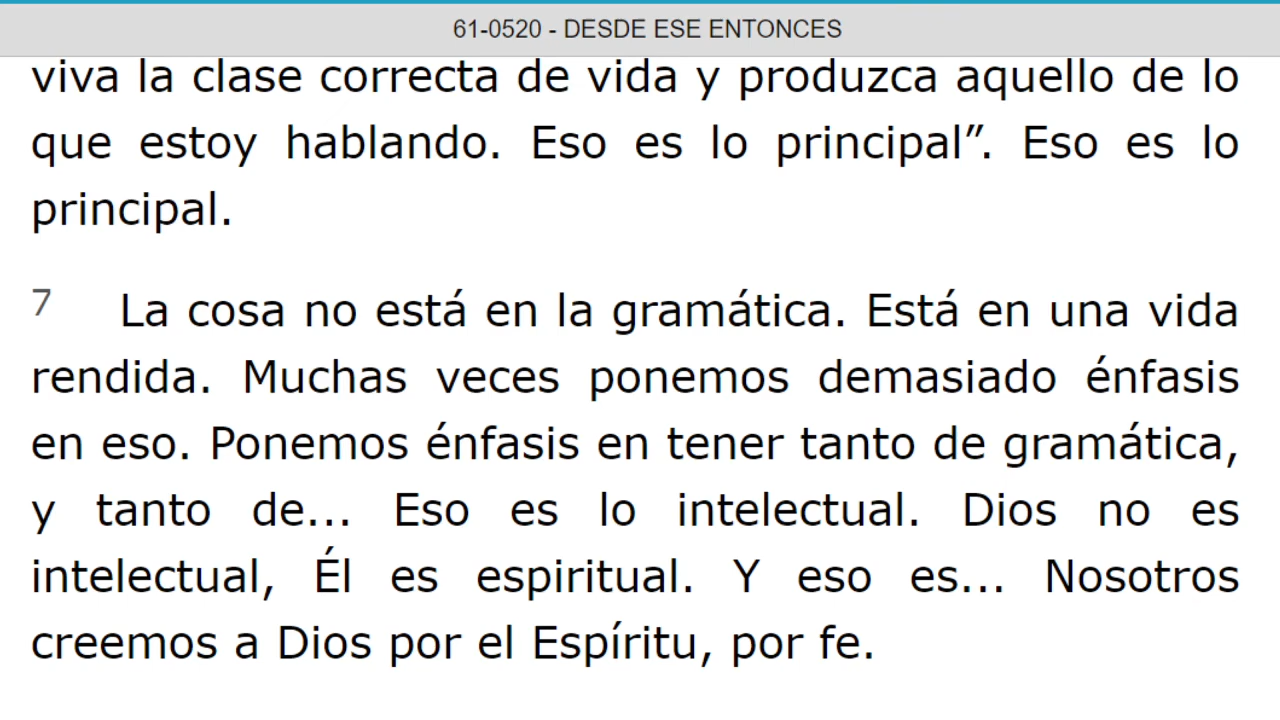 61-0520 - DESDE ESE ENTONCES
viva la clase correcta de vida y produzca aquello de lo
que estoy hablando. Eso es lo principal”. Eso es lo
principal.
7 La cosa no está en la gramática. Está en una vida
rendida. Muchas veces ponemos demasiado énfasis
en eso. Ponemos énfasis en tener tanto de gramática,
y tanto de... Eso es lo intelectual. Dios no es
intelectual, Él es espiritual. Y eso es... Nosotros
creemos a Dios por el Espíritu, por fe.